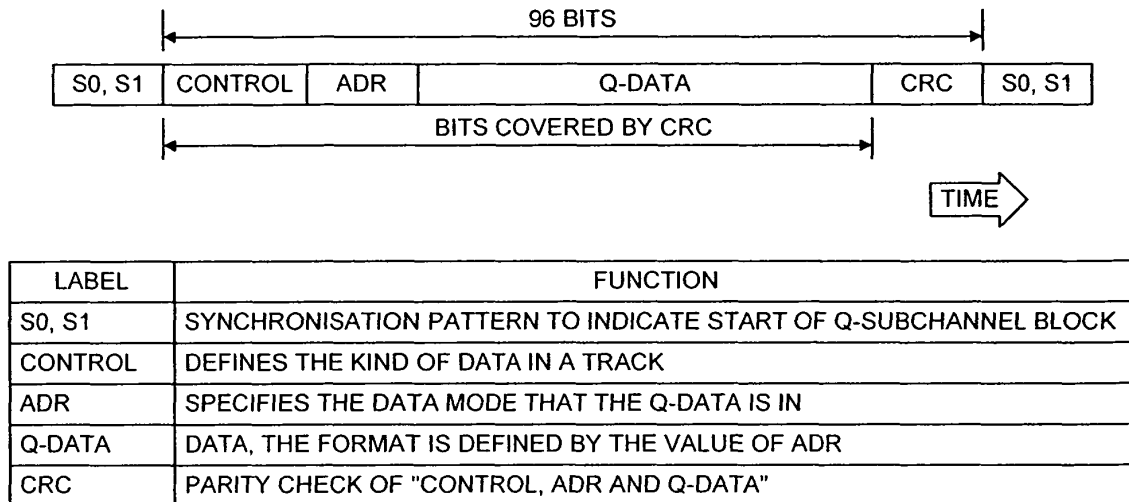 96 BITS
S0, S1 CONTROL ADR Q-DATA CRC S0, S1
BITS COVERED BY CRC
TIME
LABEL FUNCTION
S0, S1 SYNCHRONISATION PATTERN TO INDICATE START OF Q-SUBCHANNEL BLOCK
CONTROL DEFINES THE KIND OF DATA IN A TRACK
ADR SPECIFIES THE DATA MODE THAT THE Q-DATA IS IN
Q-DATA DATA, THE FORMAT IS DEFINED BY THE VALUE OF ADR
CRC PARITY CHECK OF "CONTROL, ADR AND Q-DATA"